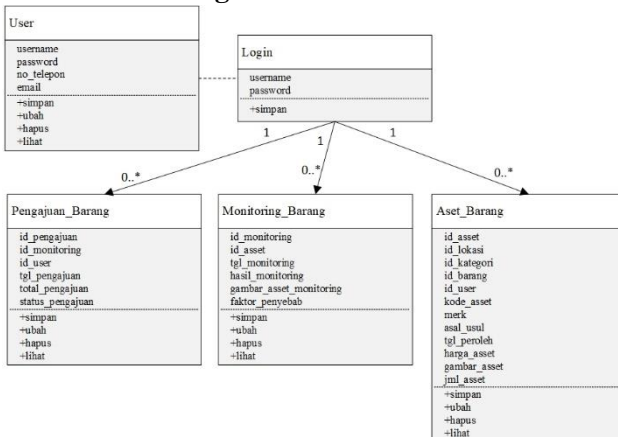 User
username
password
no_telepon
email
+simpan
+ubah
+hapus
+lihat
Login
username
password
+simpan
1
1
1
0..*
0..*
0..*
Pengajuan_Barang
id_pengajuan
id_monitoring
id_user
tgl_pengajuan
total_pengajuan
status_pengajuan
+simpan
+ubah
+hapus
+lihat
Monitoring_Barang
id_monitoring
id_asset
tgl_monitoring
hasil_monitoring
gambar_asset_monitoring
faktor_penyebab
+simpan
+ubah
+hapus
+lihat
Aset_Barang
id_asset
id_lokasi
id_kategori
id_barang
id_user
kode_asset
merk
asal_usul
tgl_peroleh
harga_asset
gambar_asset
jml_asset
+simpan
+ubah
+hapus
+lihat